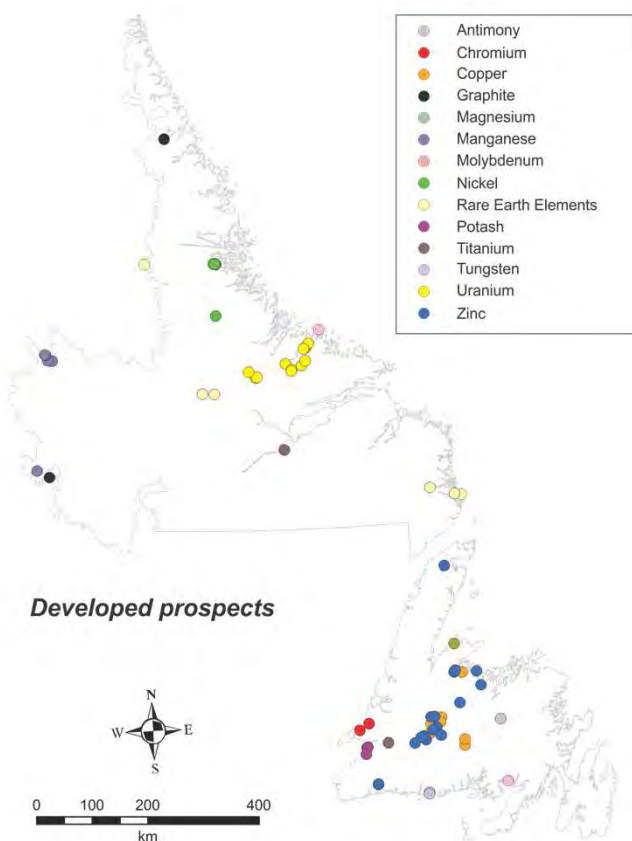 Antimony
Chromium
Copper
Graphite
Magnesium
Manganese
Molybdenum
Nickel
Rare Earth Elements
Potash
Titanium
Tungsten
Uranium
Zinc
Developed prospects
N
W E
S
0 100 200 400
km